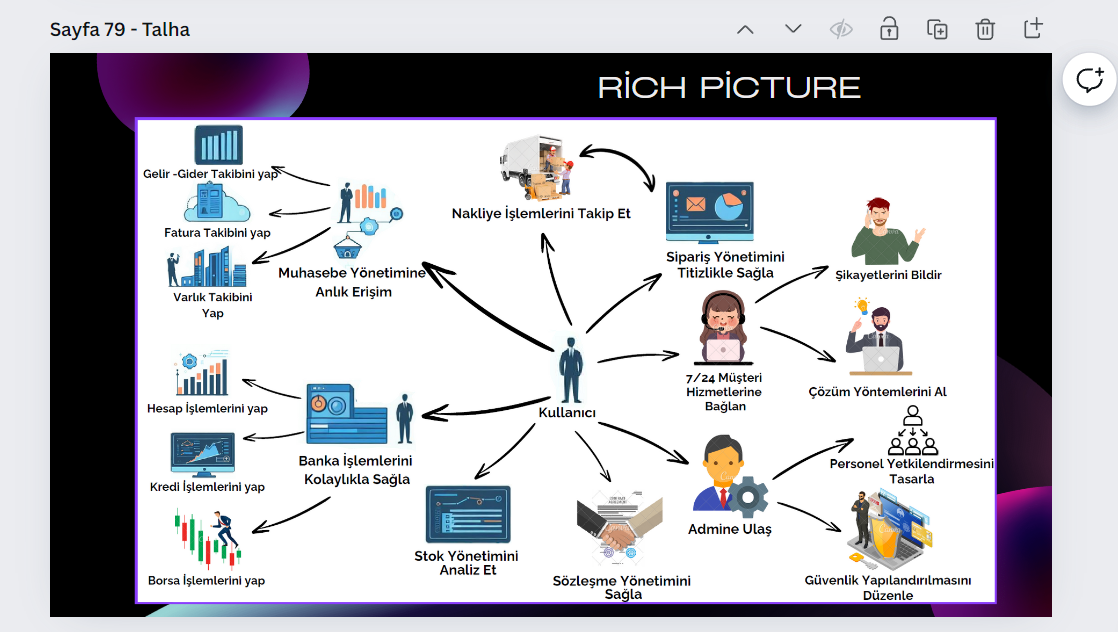 Sayfa 79 - Talha
RİCH PİCTURE
Gelir -Gider Takibini yap
Fatura Takibini yap
Varlık Takibini
Yap
Muhasebe Yönetimine
Anlık Erişim
Nakliye İşlemlerini Takip Et
Sipariş Yönetimini
Titizlikle Sağla
Şikayetlerini Bildir
7/24 Müşteri
Hizmetlerine
Bağlan
Çözüm Yöntemlerini Al
Kullanıcı
Hesap İşlemlerini yap
Kredi İşlemlerini yap
Borsa İşlemlerini yap
Banka İşlemlerini
Kolaylıkla Sağla
Stok Yönetimini
Analiz Et
Sözleşme Yönetimini
Sağla
Admine Ulaş
Personel Yetkilendirmesini
Tasarla
Güvenlik Yapılandırılmasını
Düzenle